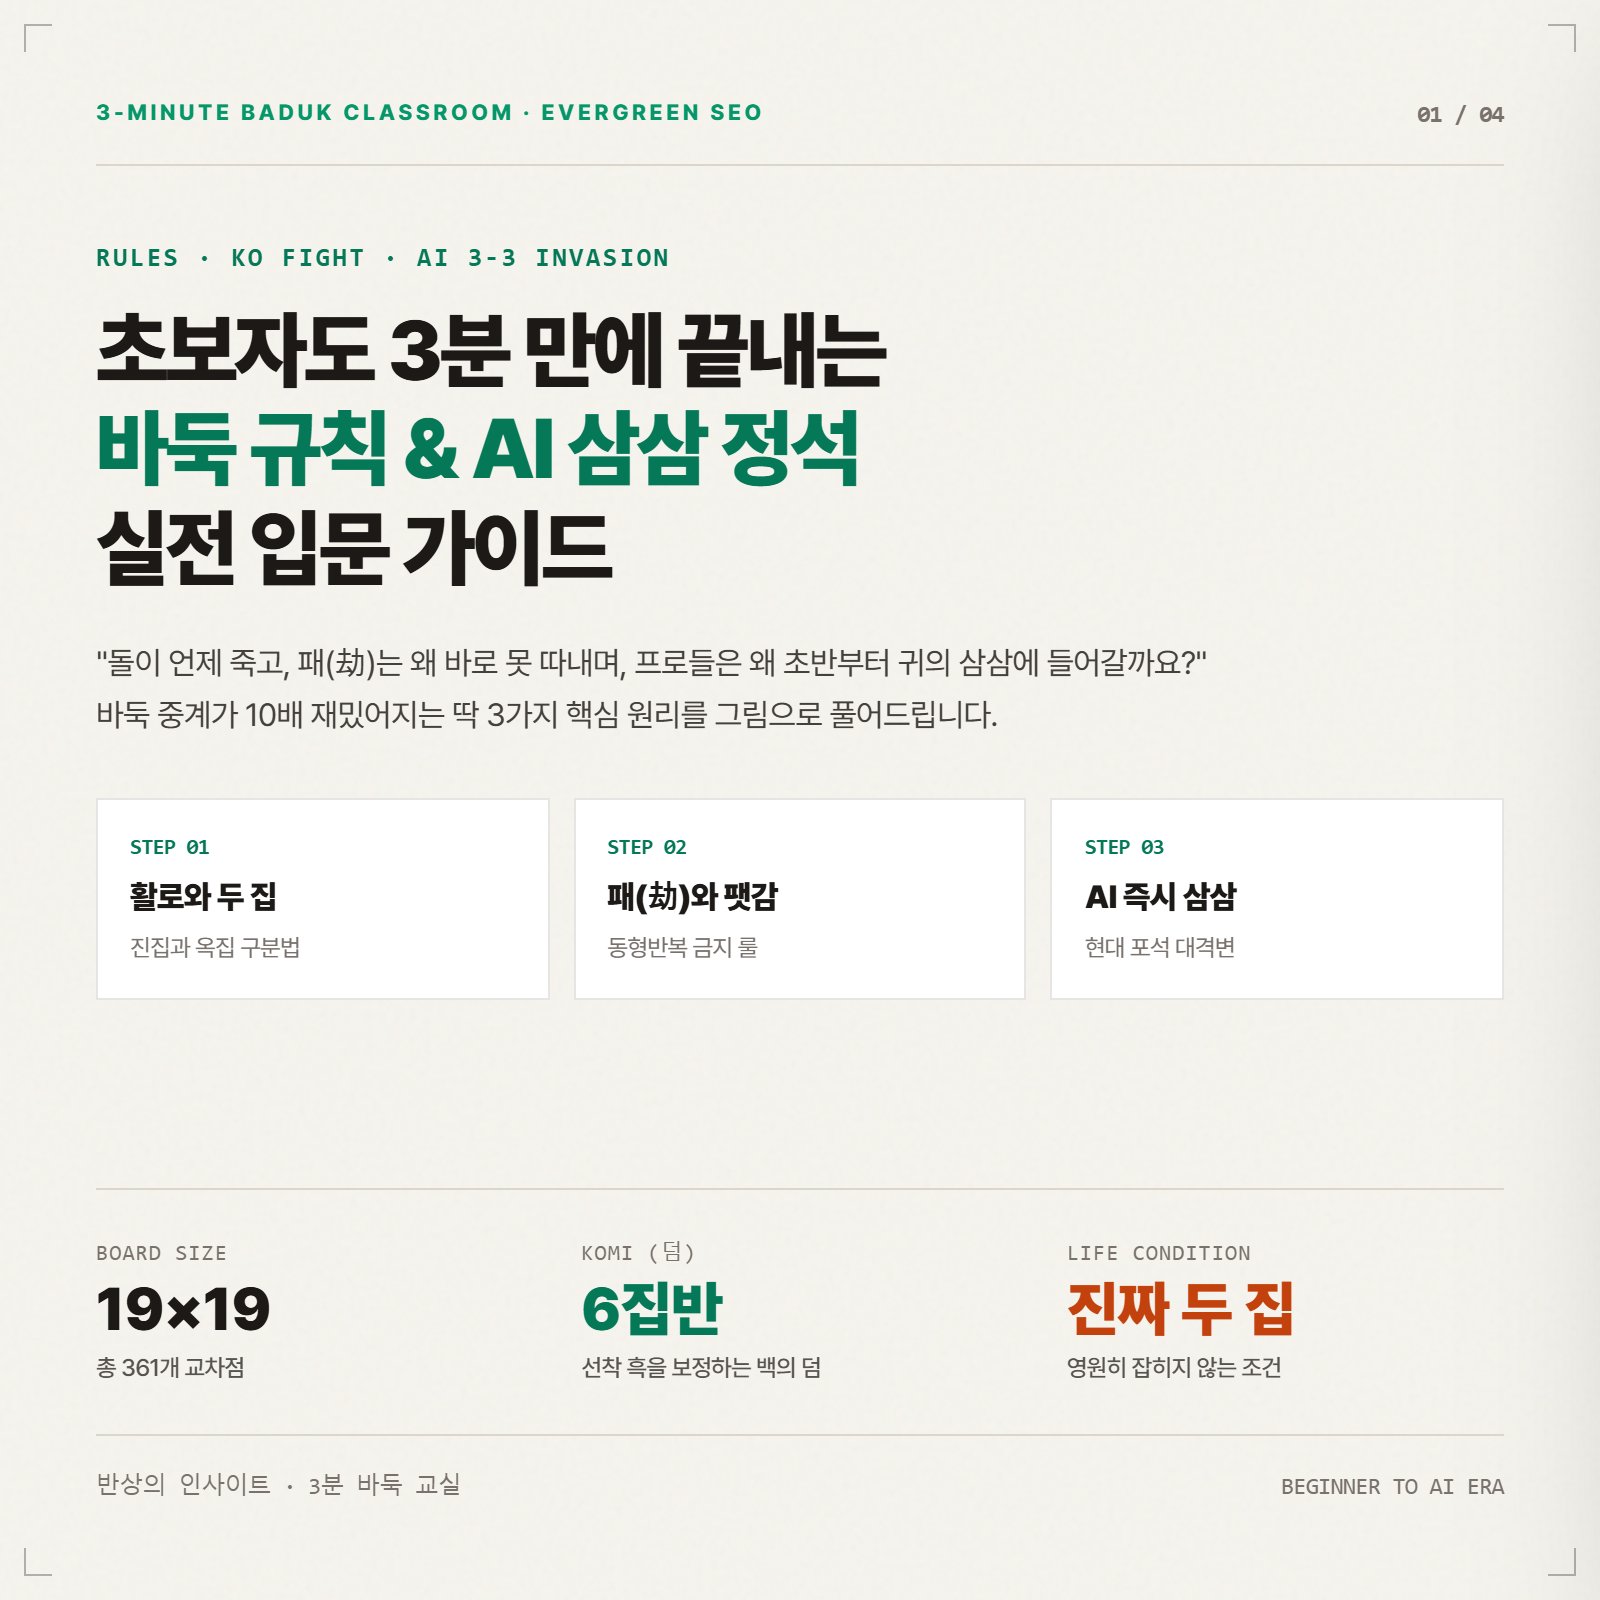 3-MINUTE BADUK CLASSROOM · EVERGREEN SEO
01 / 04
RULES · KO FIGHT · AI 3-3 INVASION
초보자도 3분 만에 끝내는
바둑 규칙 & AI 삼삼 정석
실전 입문 가이드
"돌이 언제 죽고, 패(劫)는 왜 바로 못 따내며, 프로들은 왜 초반부터 귀의 삼삼에 들어갈까요?"
바둑 중계가 10배 재밌어지는 딱 3가지 핵심 원리를 그림으로 풀어드립니다.
STEP 01
활로와 두 집
진집과 옥집 구분법
STEP 02
패(劫)와 팻감
동형반복 금지 룰
STEP 03
AI 즉시 삼삼
현대 포석 대격변
BOARD SIZE
19×19
총 361개 교차점
KOMI (덤)
6집반
선착 흑을 보정하는 백의 덤
LIFE CONDITION
진짜 두 집
영원히 잡히지 않는 조건
반상의 인사이트 · 3분 바둑 교실
BEGINNER TO AI ERA